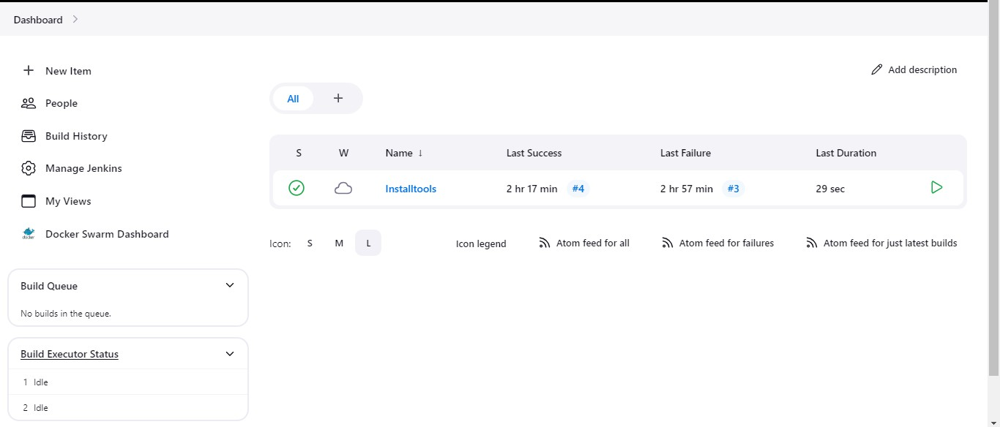 Dashboard
New Item
People
Build History
Manage Jenkins
My Views
docker Docker Swarm Dashboard
Build Queue
No builds in the queue.
Build Executor Status
1 Idle
2 Idle
Add description
All +
S W Name ↓ Last Success Last Failure Last Duration
Installtools 2 hr 17 min #4 2 hr 57 min #3 29 sec
Icon: S M L Icon legend Atom feed for all Atom feed for failures Atom feed for just latest builds